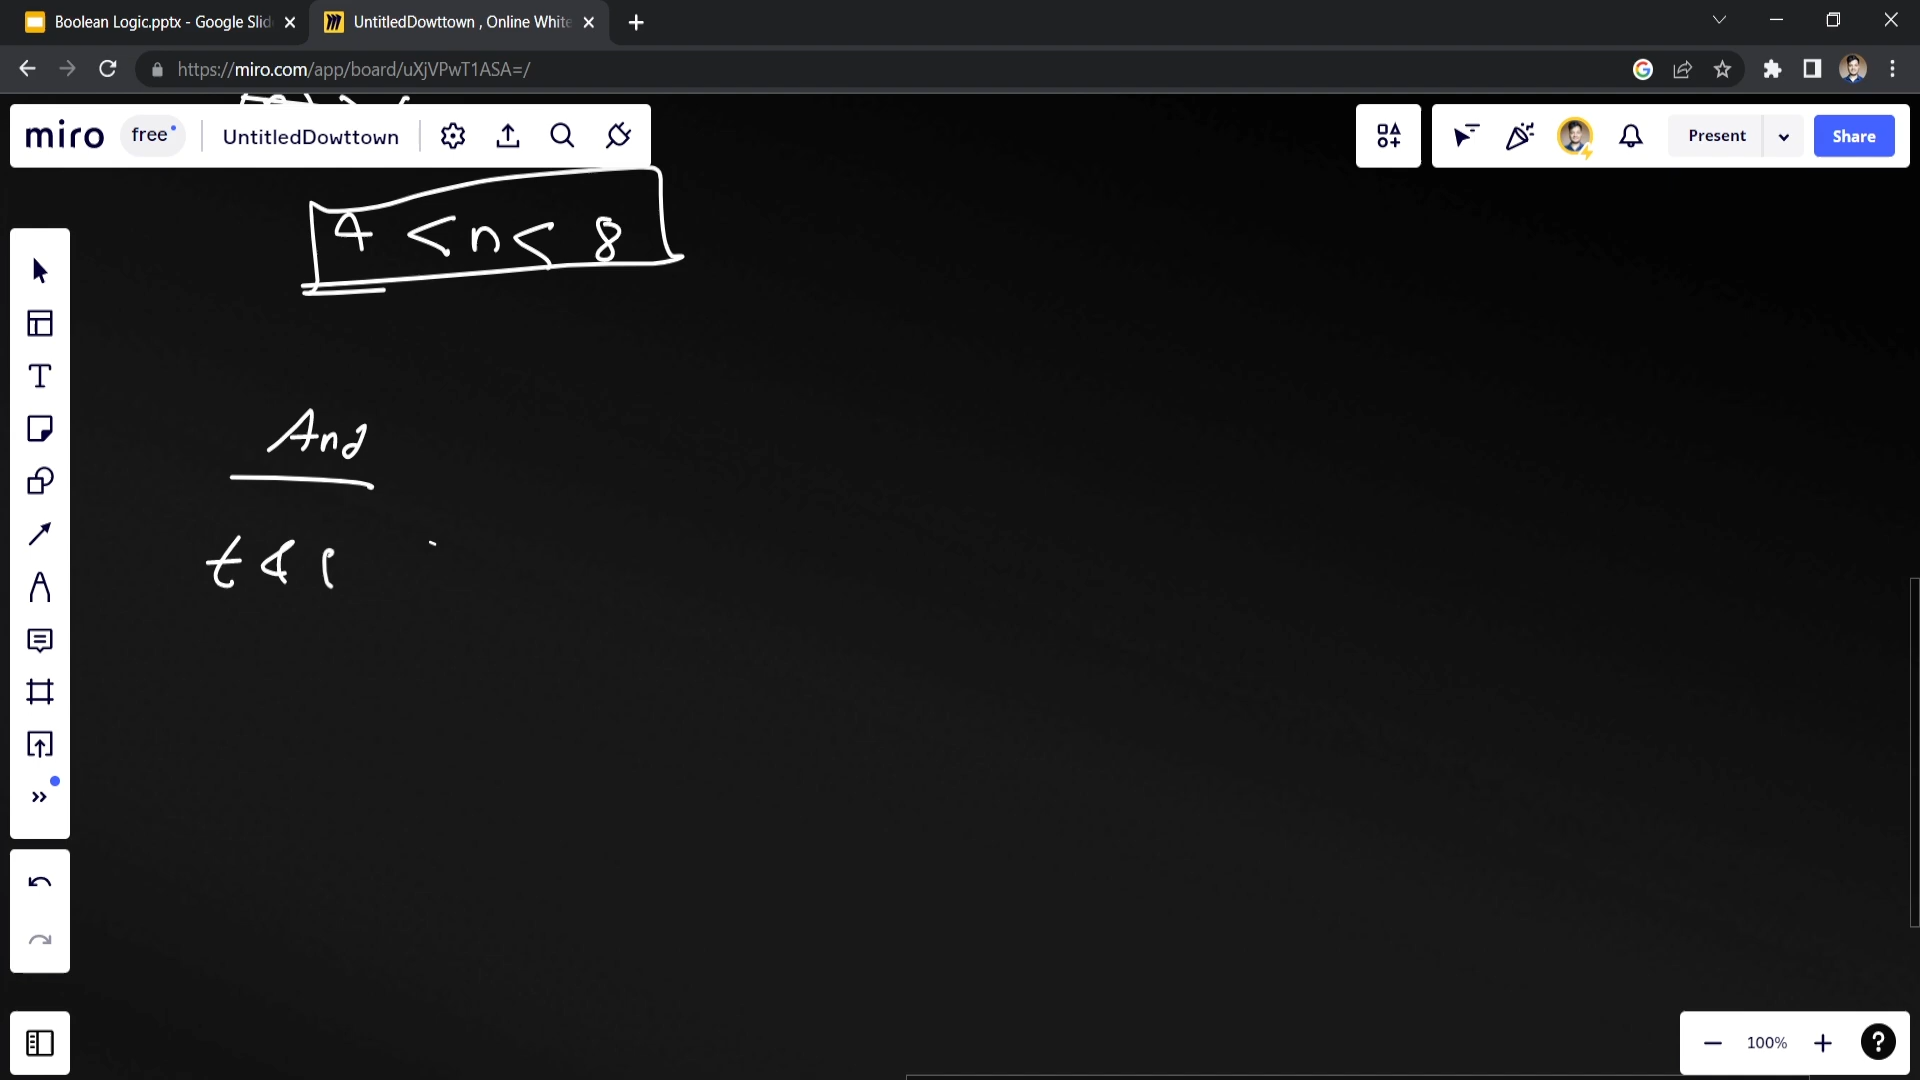 Boolean Logic.pptx - Google Slid
UntitledDowttown , Online White
https://miro.com/app/board/uXjVPwT1ASA=/
miro
free
UntitledDowttown
Present
Share
4 < n < 8
And
t &
100%